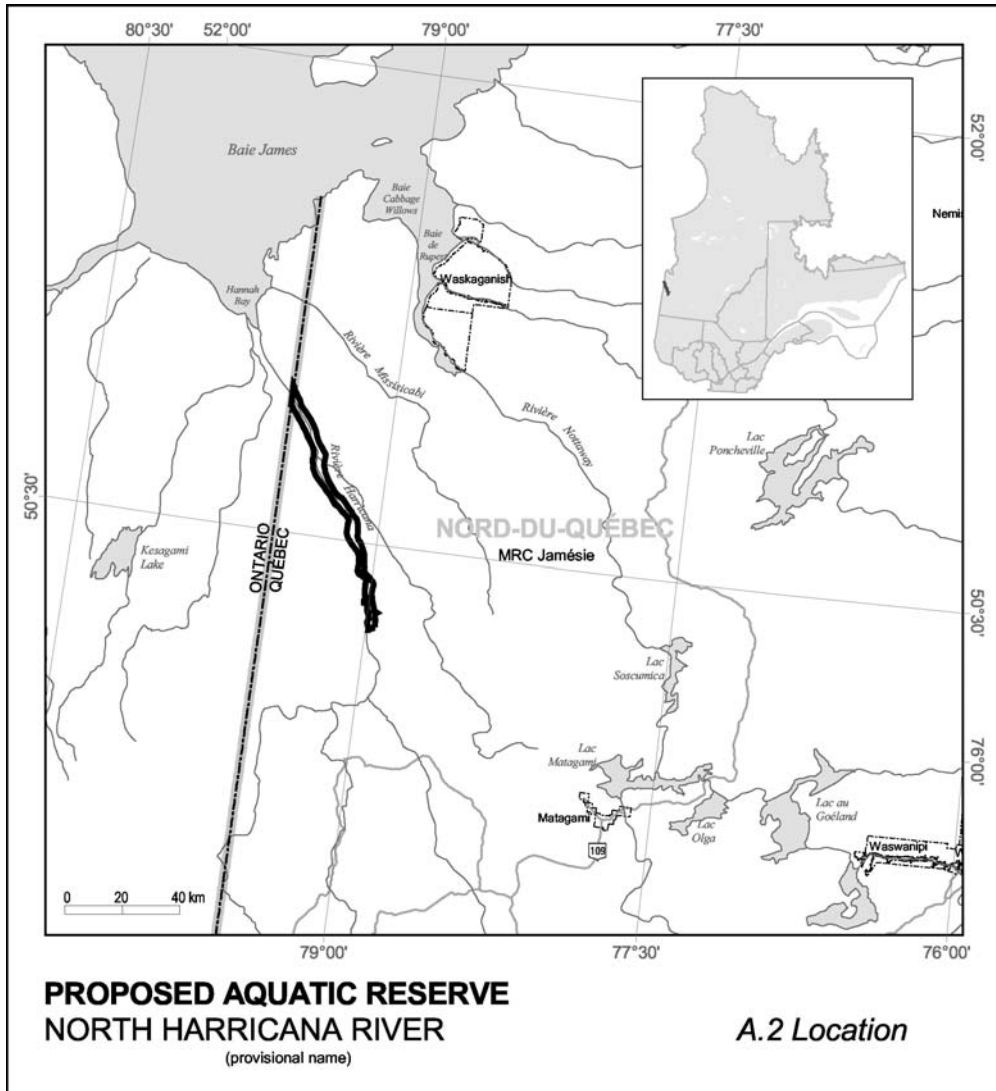 80°30'
52°00'
79°00'
77°30'
Baie James
Baie
Cabbage
Willows
Baie
de
Rupert
52°00'
Waskaganish
Hannah
Bay
Rivière
Missisicabi
Rivière
Nottaway
Lac
Poncheville
50°30'
Rivière
Harricana
NORD-DU-QUÉBEC
MRC Jamésie
Kesagami
Lake
ONTARIO
QUÉBEC
50°30'
Lac
Soscumica
Lac
Matagami
76°00'
Matagami
Lac
Olga
Lac au
Goéland
109
Waswanipi
0 20 40 km
79°00'
77°30'
76°00'
PROPOSED AQUATIC RESERVE
NORTH HARRICANA RIVER
(provisional name)
A.2 Location